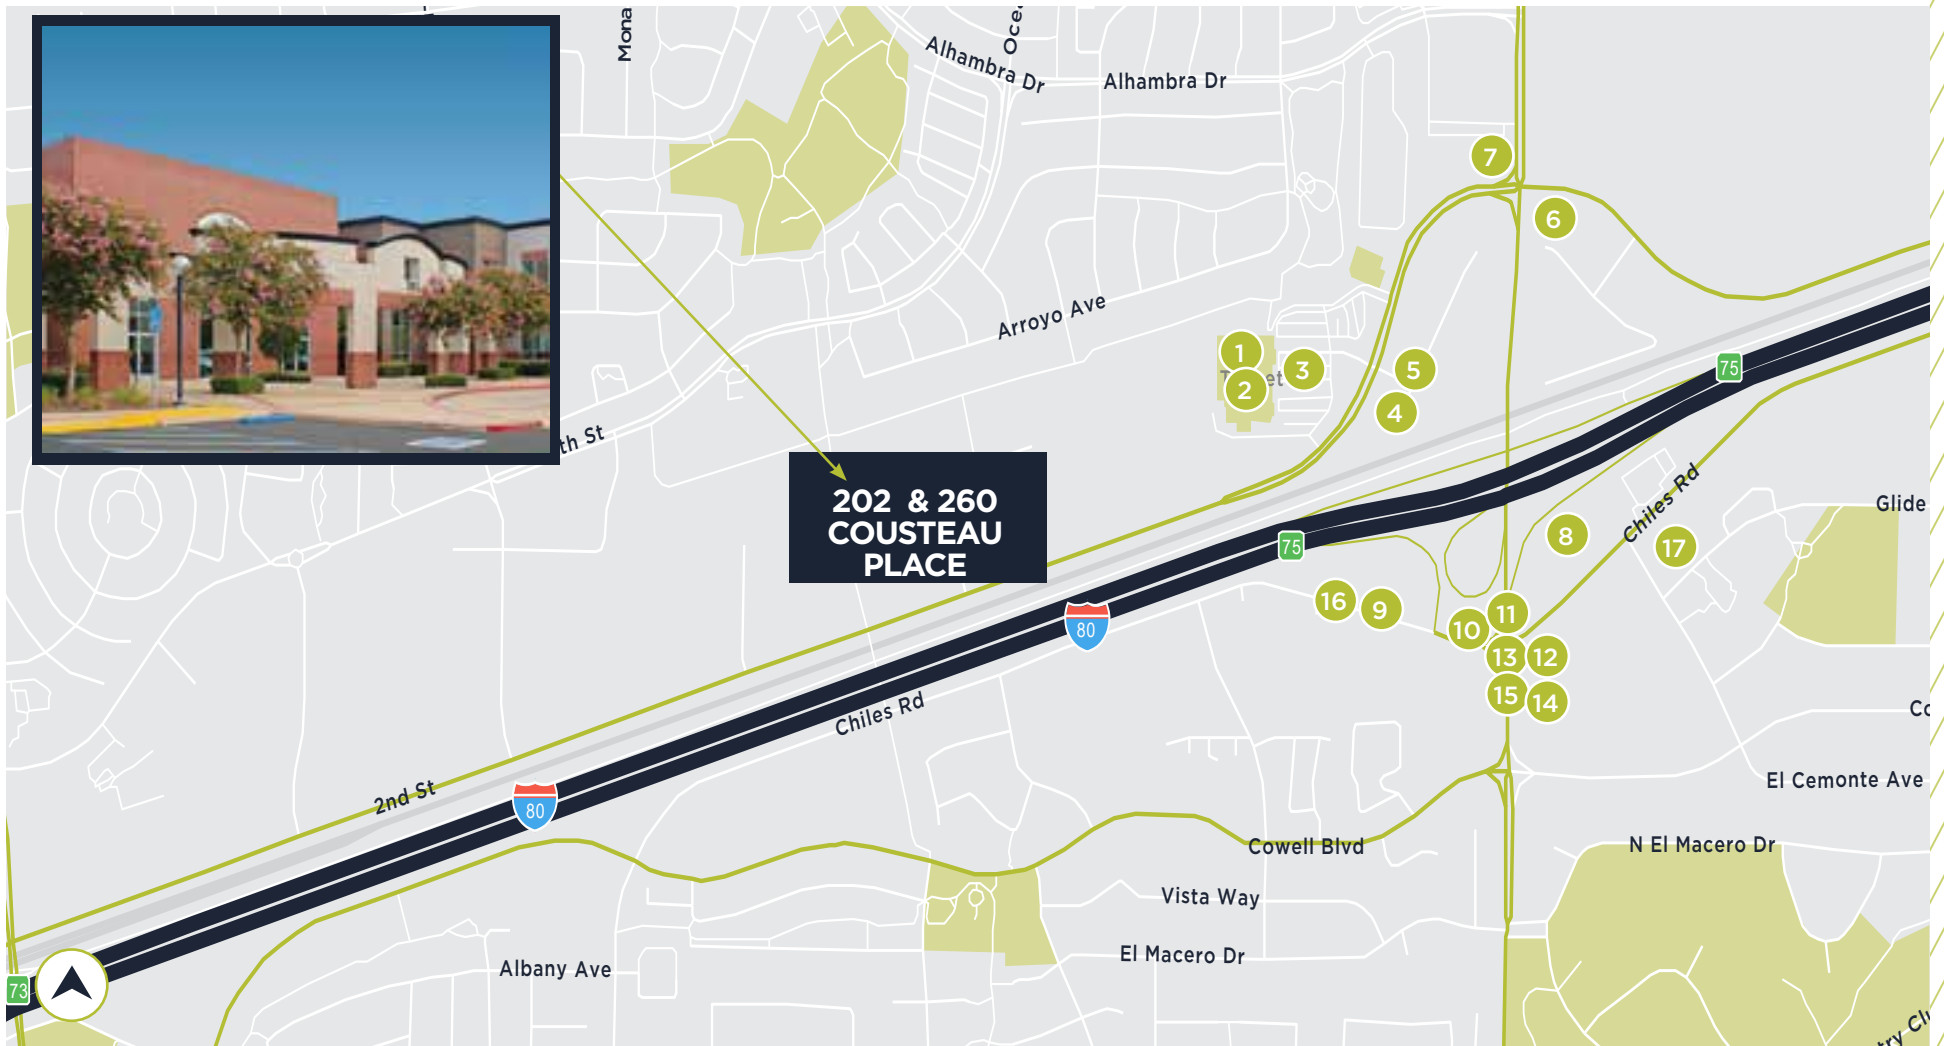 Mona
Oce
Alhambra Dr
Alhambra Dr
7
6
Arroyo Ave
1
2
3
5
4
75
th St
202 & 260
COUSTEAU
PLACE
Chiles Rd
Glide
75
8
17
16
9
11
10
80
13
12
15
14
Chiles Rd
Co
2nd St
80
El Cemonte Ave
Cowell Blvd
N El Macero Dr
Vista Way
El Macero Dr
Albany Ave
73